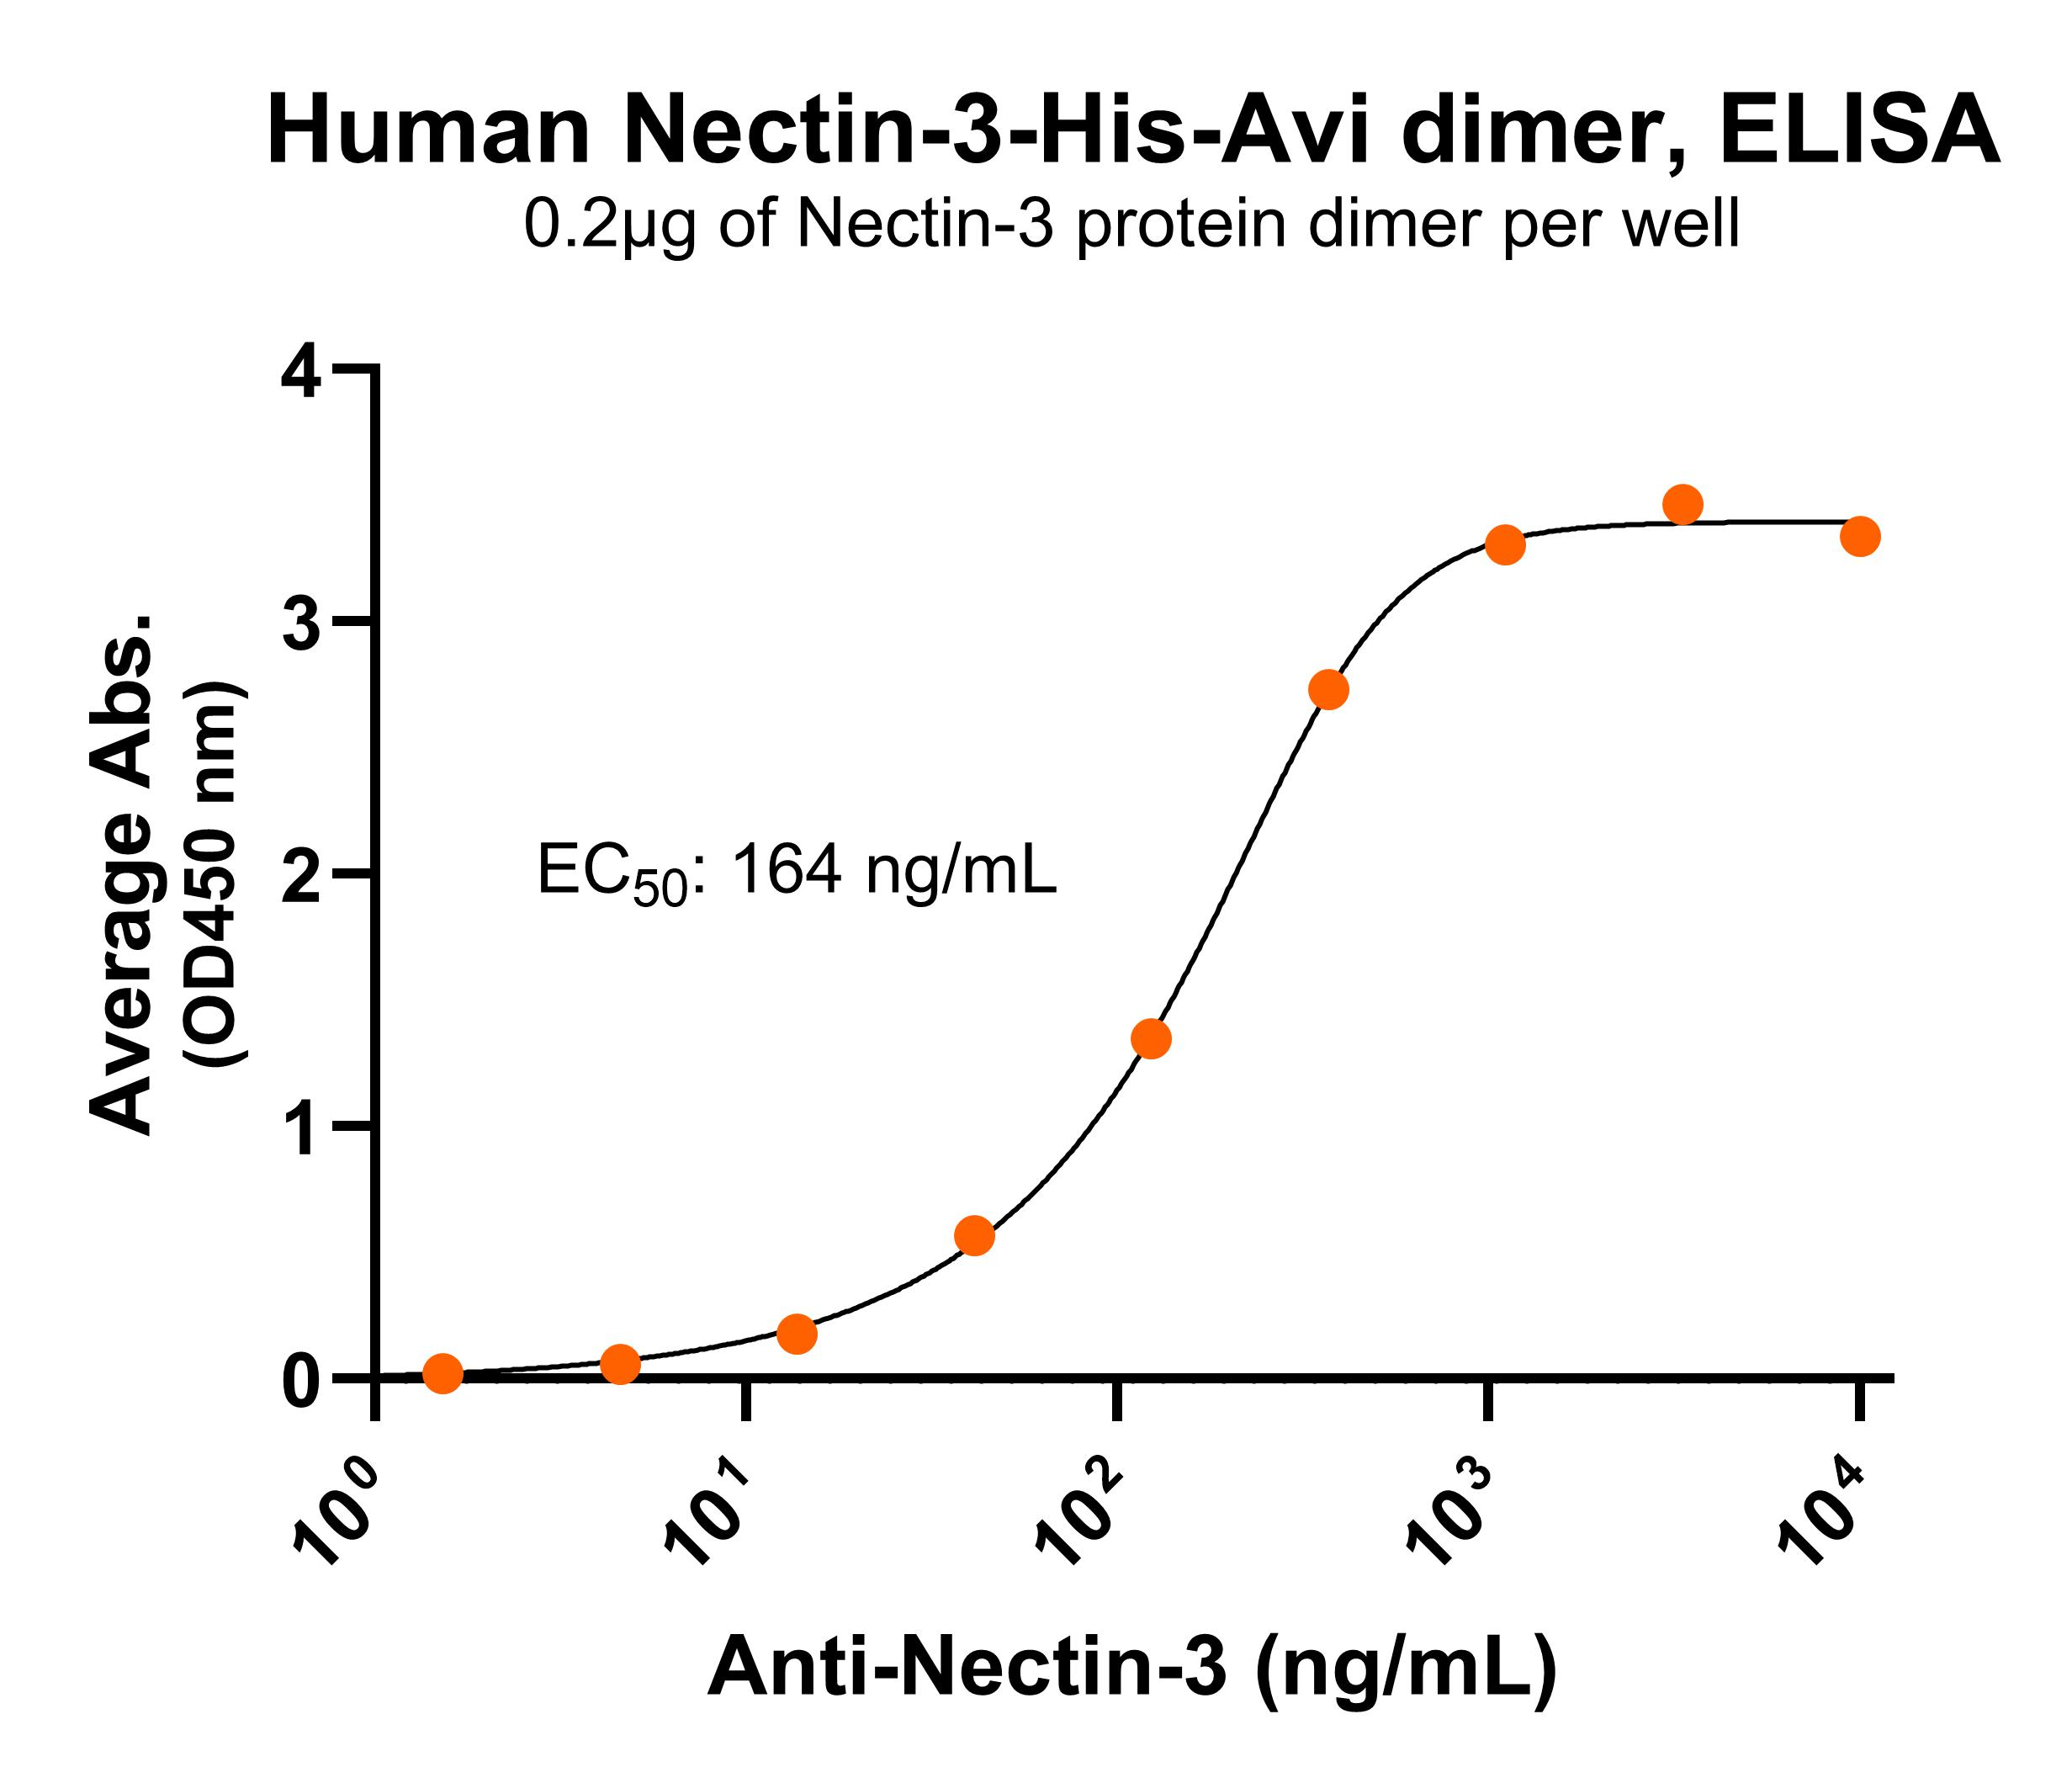 Human Nectin-3-His-Avi dimer, ELISA
0.2µg of Nectin-3 protein dimer per well
4
3
2
1
0
Average Abs.
(OD450 nm)
EC₅₀: 164 ng/mL
10⁰
10¹
10²
10³
10⁴
Anti-Nectin-3 (ng/mL)